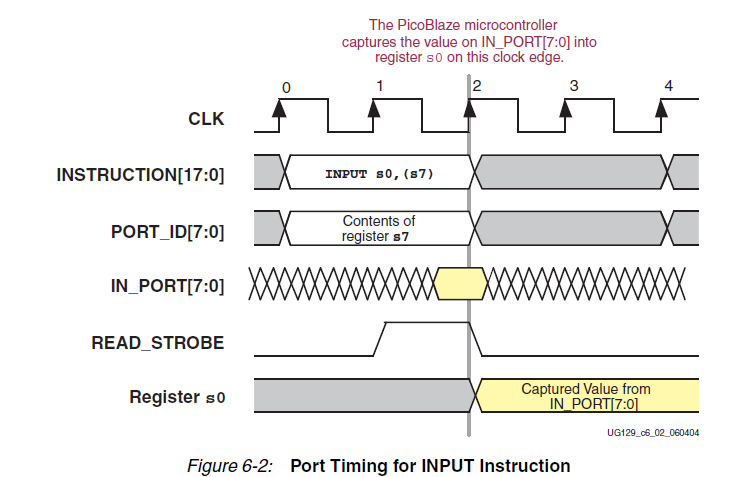 The PicoBlaze microcontroller
captures the value on IN_PORT[7:0] into
register s0 on this clock edge.
0 1 2 3 4
CLK
INSTRUCTION[17:0] INPUT s0,(s7)
PORT_ID[7:0] Contents of
register s7
IN_PORT[7:0]
READ_STROBE
Register s0 Captured Value from
IN_PORT[7:0]
UG129_c6_02_060404
Figure 6-2: Port Timing for INPUT Instruction